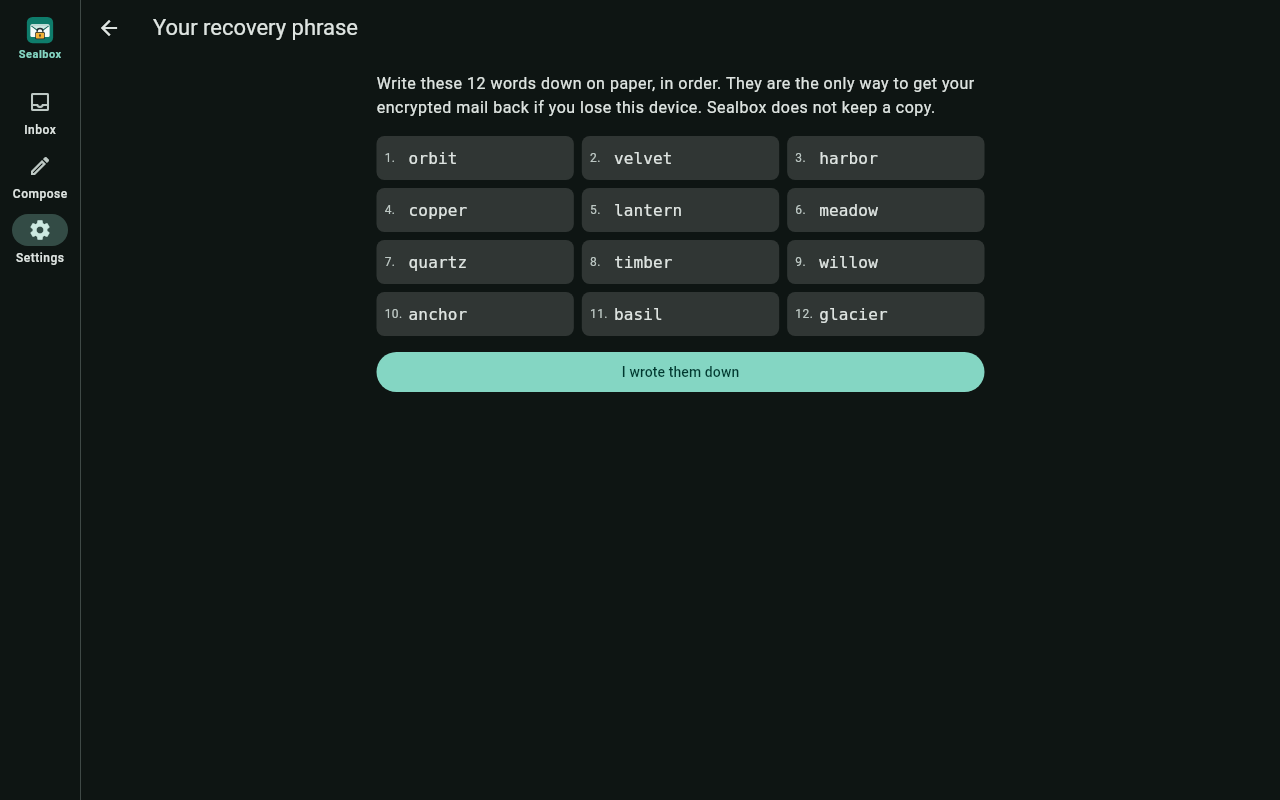 Sealbox
Inbox
Compose
Settings
Your recovery phrase
Write these 12 words down on paper, in order. They are the only way to get your
encrypted mail back if you lose this device. Sealbox does not keep a copy.
1. orbit 2. velvet 3. harbor
4. copper 5. lantern 6. meadow
7. quartz 8. timber 9. willow
10. anchor 11. basil 12. glacier
I wrote them down